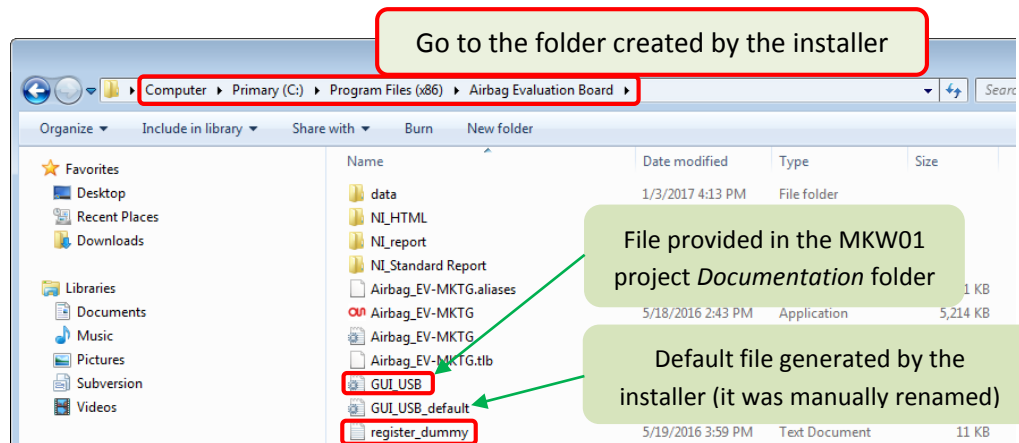 Go to the folder created by the installer
Computer ▸ Primary (C:) ▸ Program Files (x86) ▸ Airbag Evaluation Board ▸
Organize Include in library Share with Burn New folder
Favorites
Desktop
Recent Places
Downloads
Libraries
Documents
Music
Pictures
Subversion
Videos
Name Date modified Type Size
data 1/3/2017 4:13 PM File folder
NI_HTML
NI_report
NI_Standard Report
Airbag_EV-MKTG.aliases KB
Airbag_EV-MKTG 5/18/2016 2:43 PM Application 5,214 KB
Airbag_EV-MKTG
Airbag_EV-MKTG.tlb
GUI_USB
GUI_USB_default
register_dummy 5/19/2016 3:59 PM Text Document 11 KB
File provided in the MKW01
project Documentation folder
Default file generated by the
installer (it was manually renamed)